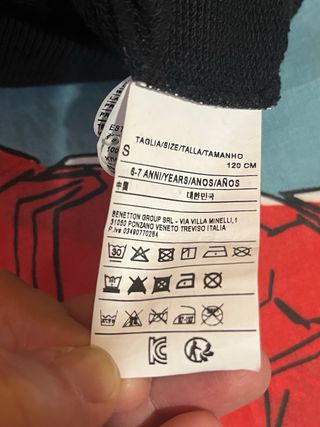 TAGLIA/SIZE/TALLA/TAMANHO
S
120 CM
6-7 ANNI/YEARS/ANOS/AÑOS
中国 대한민국
BENETTON GROUP SRL - VIA VILLA MINELLI,1
31050 PONZANO VENETO TREVISO ITALIA
P.Iva 03490770264
30